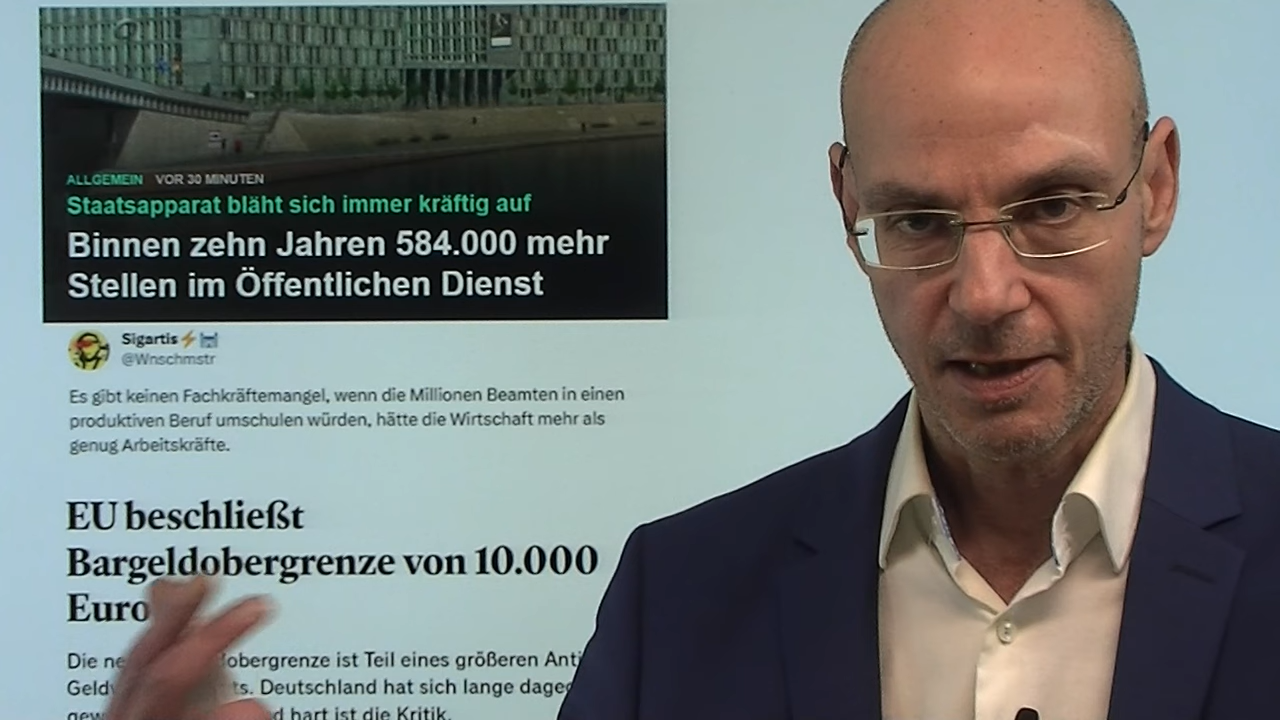 ALLGEMEIN VOR 30 MINUTEN
Staatsapparat bläht sich immer kräftig auf
Binnen zehn Jahren 584.000 mehr
Stellen im Öffentlichen Dienst
Sigartis
@Wnschmstr
Es gibt keinen Fachkräftemangel, wenn die Millionen Beamten in einen
produktiven Beruf umschulen würden, hätte die Wirtschaft mehr als
genug Arbeitskräfte.
EU beschließt
Bargeldobergrenze von 10.000
Euro
Die obergrenze ist Teil eines größeren Anti
Deutschland hat sich lange
hart ist die Kritik.